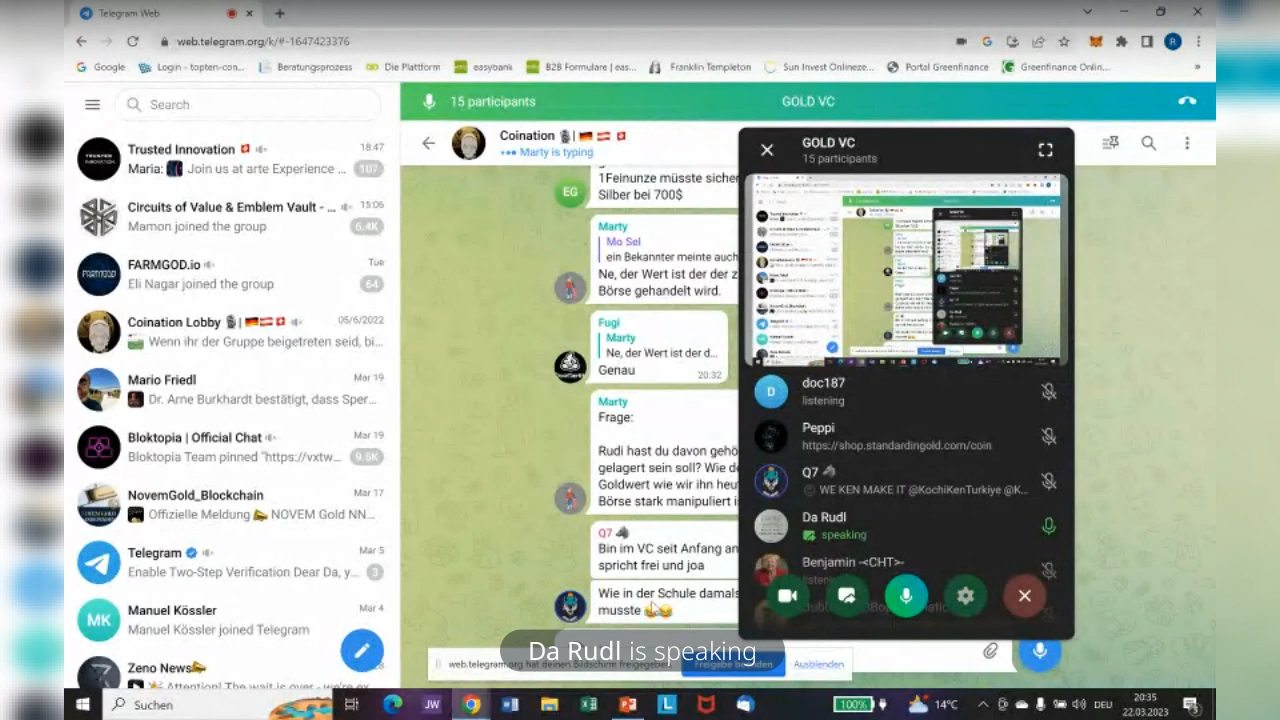 Telegram Web
web.telegram.org/k/#-1647423376
Google
Login - topten-con...
Beratungsprozess
Die Plattform
easybank
B2B Formulare | eas...
Franklin Templeton
Sun Invest Onlineze...
Portal Greenfinance
Greenfinance Onlin...
»
Search
Trusted Innovation 🇨🇭
18:47
Maria: Join us at arte Experience ...
107
Circle of Value & Emblem Vault - ...
15:06
Mamon joined the group
6.4K
FARMGOD.io
Tue
Eli Nagar joined the group
64
Coination Lobby
05/6/2022
Wenn ihr der Gruppe beigetreten seid, bi...
Mario Friedl
Mar 19
Dr. Arne Burkhardt bestätigt, dass Sper...
Bloktopia | Official Chat
Mar 19
Bloktopia Team pinned "https://vxtw...
9.5K
NovemGold_Blockchain
Mar 17
Offizielle Meldung 📣 NOVEM Gold NN...
Telegram
Mar 5
Enable Two-Step Verification Dear Da, y...
3
MK
Manuel Kössler
Mar 4
Manuel Kössler joined Telegram
Zeno News📣
Attention! The wait is over - we're ex
15 participants
GOLD VC
Coination 🎙️| 🇩🇪 🇦🇹 🇨🇭
••• Marty is typing
EG
1Feinunze müsste sicher
Silber bei 700$
Marty
Mo Sel
ein Bekannter meinte auch
Ne, der Wert ist der der z
Börse gehandelt wird.
Fugi
Marty
Ne, der Wert ist der d...
Genau
20:32
Marty
Frage:
Rudi hast du davon gehö
gelagert sein soll? Wie de
Goldwert wie wir ihn heu
Börse stark manipuliert i
Q7 🦓
Bin im VC seit Anfang an
spricht frei und joa
Wie in der Schule damals
musste
GOLD VC
15 participants
D
doc187
listening
Peppi
https://shop.standardingold.com/coin
Q7
© WE KEN MAKE IT @KochiKenTurkiye @K...
Da Rudl
speaking
Benjamin -<CHT>-
Da Rudl is speaking
web.telegram.org hat deinen Bildschirm freigegeben.
Freigabe beenden
Ausblenden
Suchen
JW
100%
14°C
DEU
20:35
22.03.2023